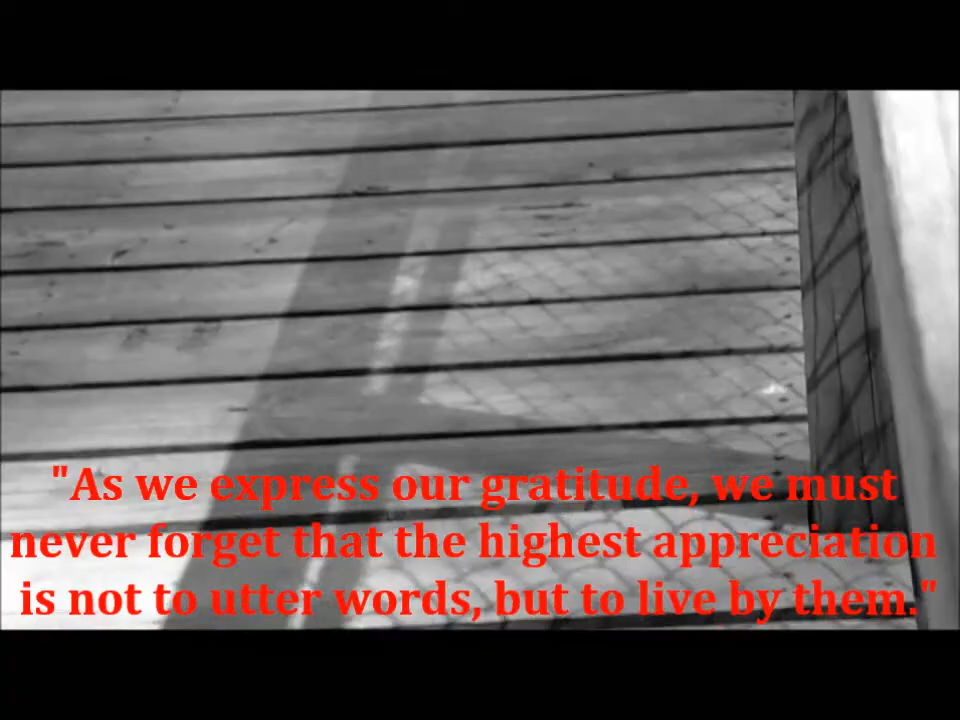 "As we express our gratitude, we must
never forget that the highest appreciation
is not to utter words, but to live by them."